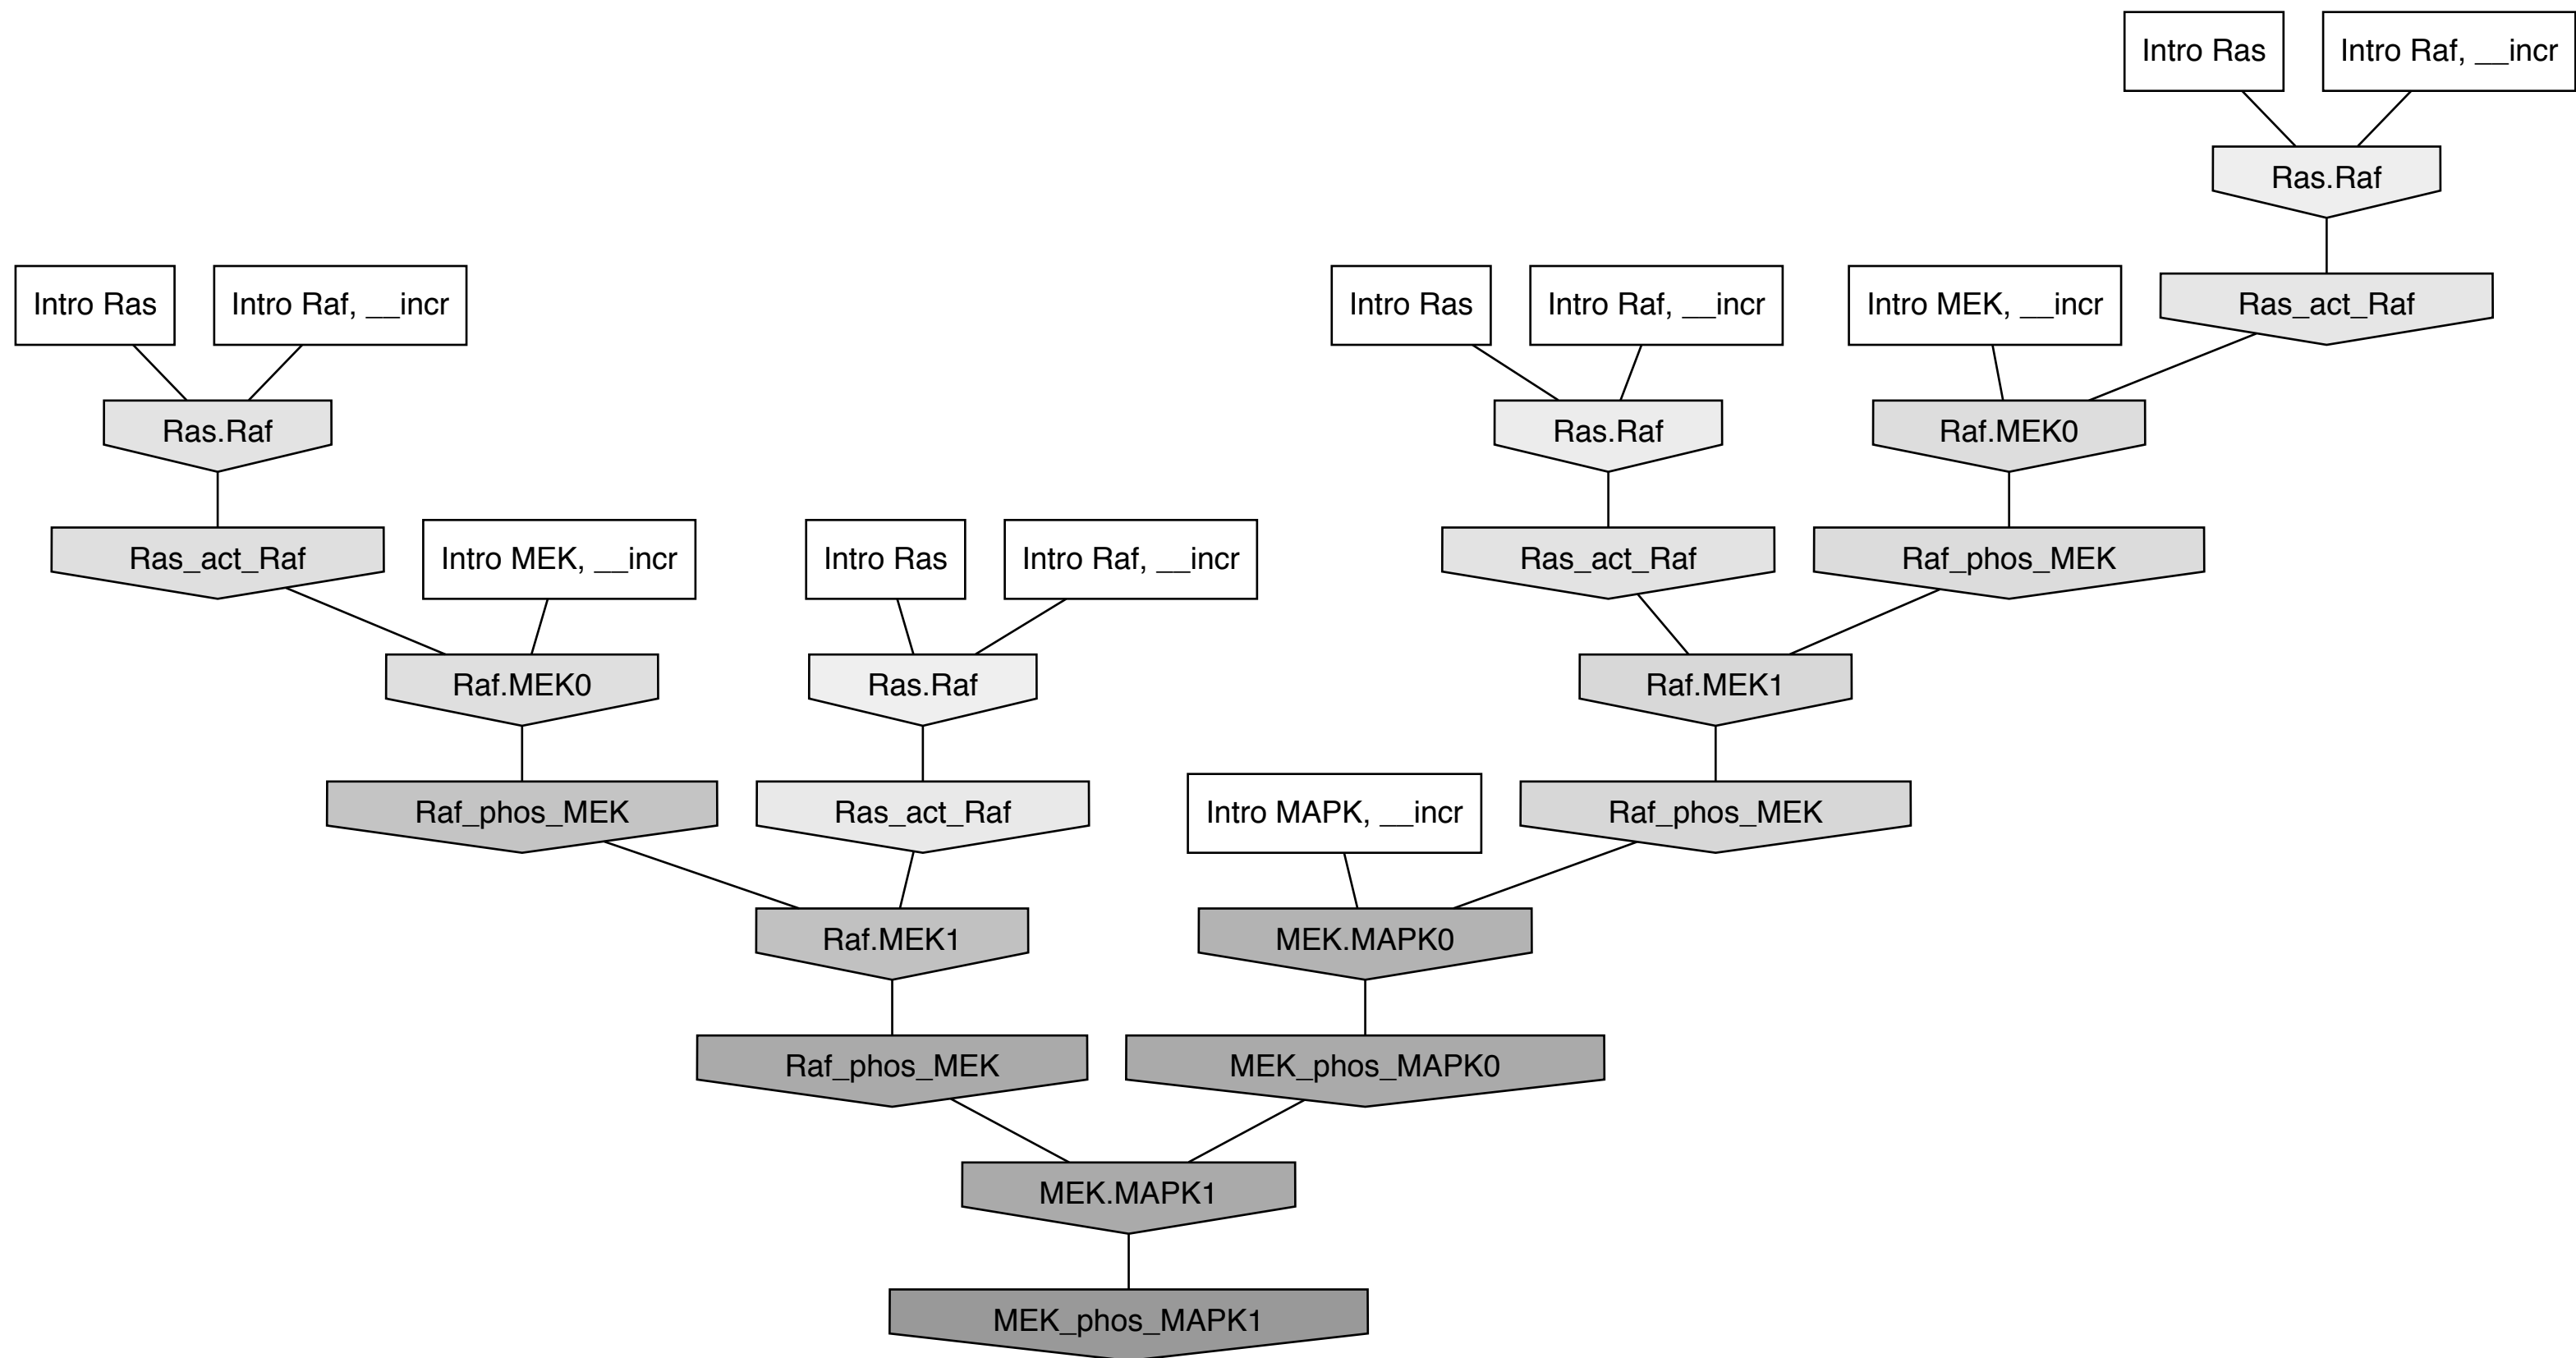 Intro Ras
Intro Raf, __incr
Ras.Raf
Intro Ras
Intro Raf, __incr
Intro Ras
Intro Raf, __incr
Intro MEK, __incr
Ras_act_Raf
Ras.Raf
Ras.Raf
Raf.MEK0
Ras_act_Raf
Intro MEK, __incr
Intro Ras
Intro Raf, __incr
Ras_act_Raf
Raf_phos_MEK
Raf.MEK0
Ras.Raf
Raf.MEK1
Raf_phos_MEK
Ras_act_Raf
Intro MAPK, __incr
Raf_phos_MEK
Raf.MEK1
MEK.MAPK0
Raf_phos_MEK
MEK_phos_MAPK0
MEK.MAPK1
MEK_phos_MAPK1